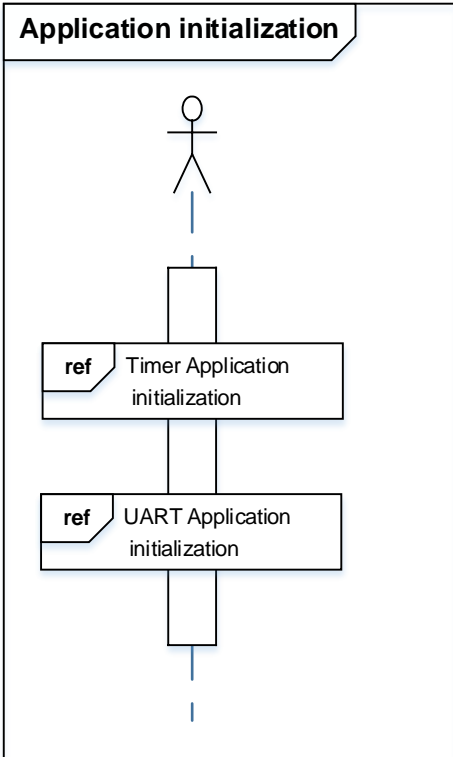 Application initialization
ref Timer Application
initialization
ref UART Application
initialization